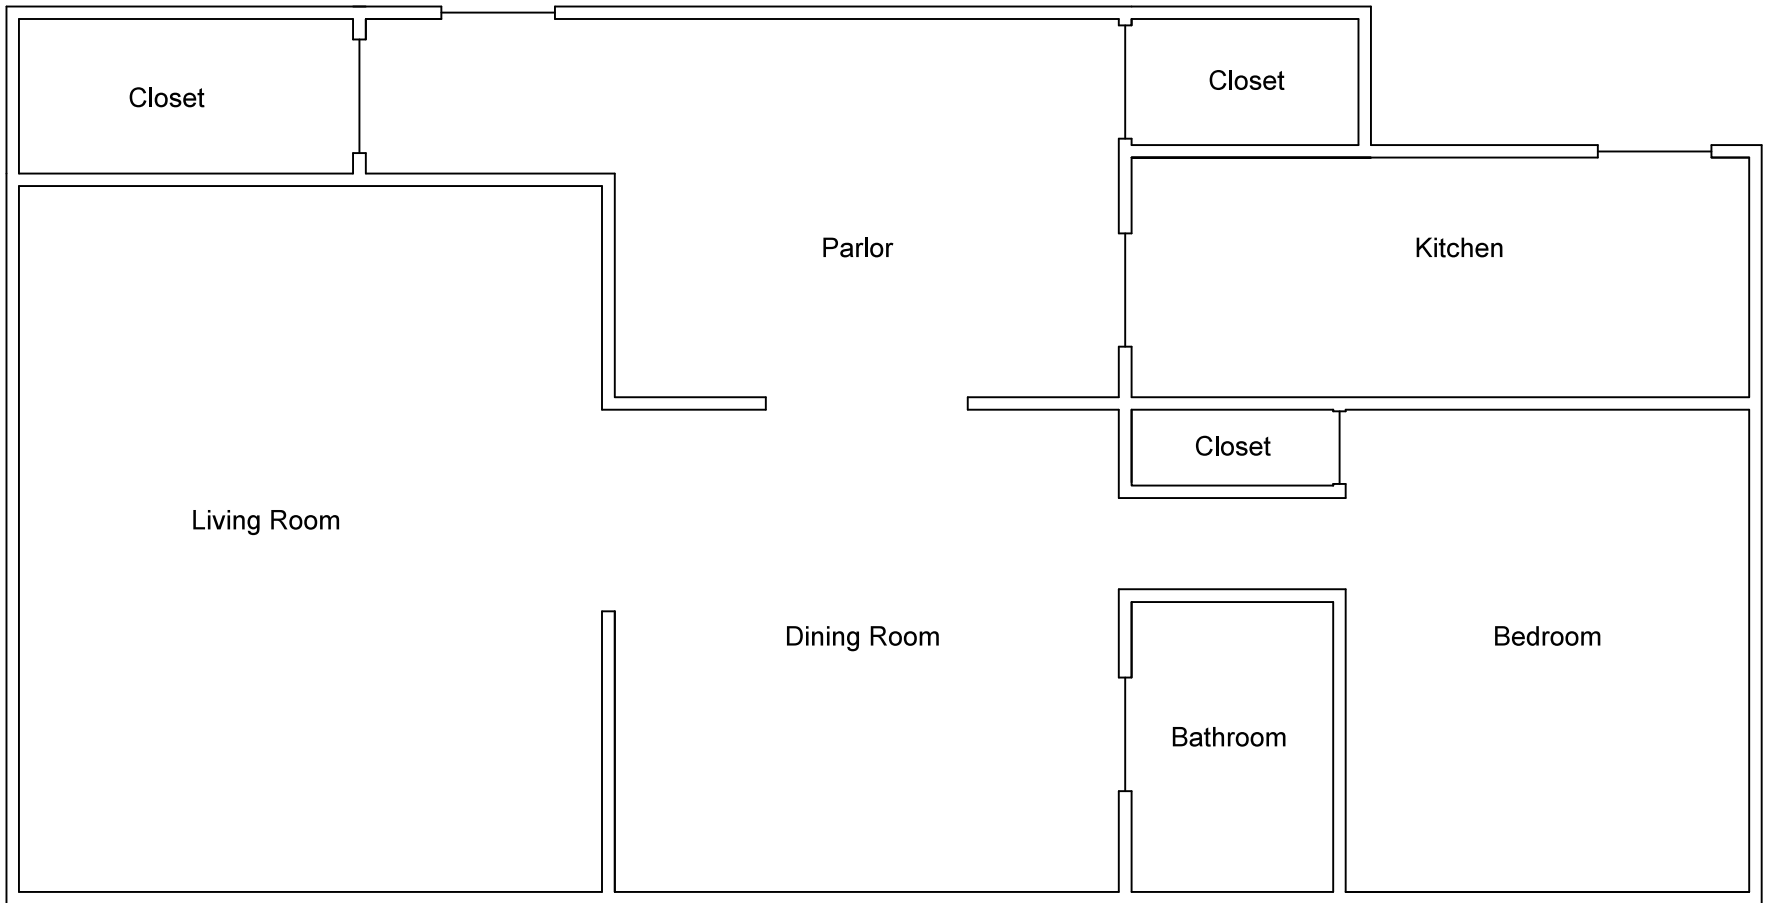 Closet
Closet
Parlor
Kitchen
Closet
Living Room
Dining Room
Bedroom
Bathroom